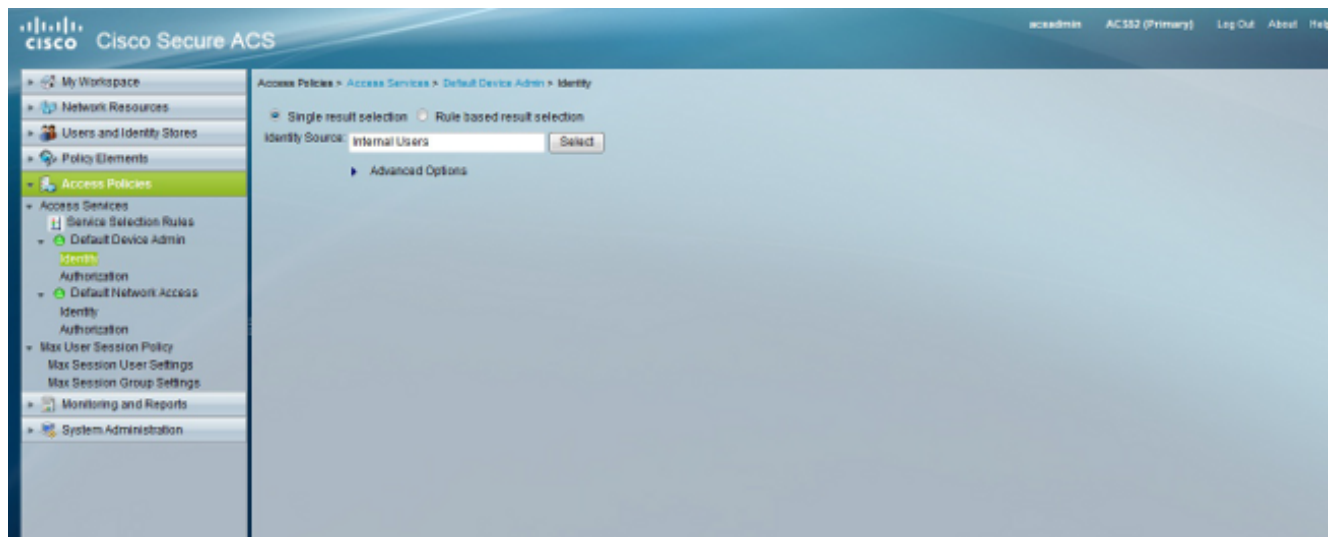 CISCO Cisco Secure ACS
acsadmin ACS52 (Primary) Log Out About Help
My Workspace
Network Resources
Users and Identity Stores
Policy Elements
Access Policies
Access Services
Service Selection Rules
Default Device Admin
Identity
Authorization
Default Network Access
Identity
Authorization
Max User Session Policy
Max Session User Settings
Max Session Group Settings
Monitoring and Reports
System Administration
Access Policies > Access Services > Default Device Admin > Identity
Single result selection Rule based result selection
Identity Source: Internal Users Select
Advanced Options